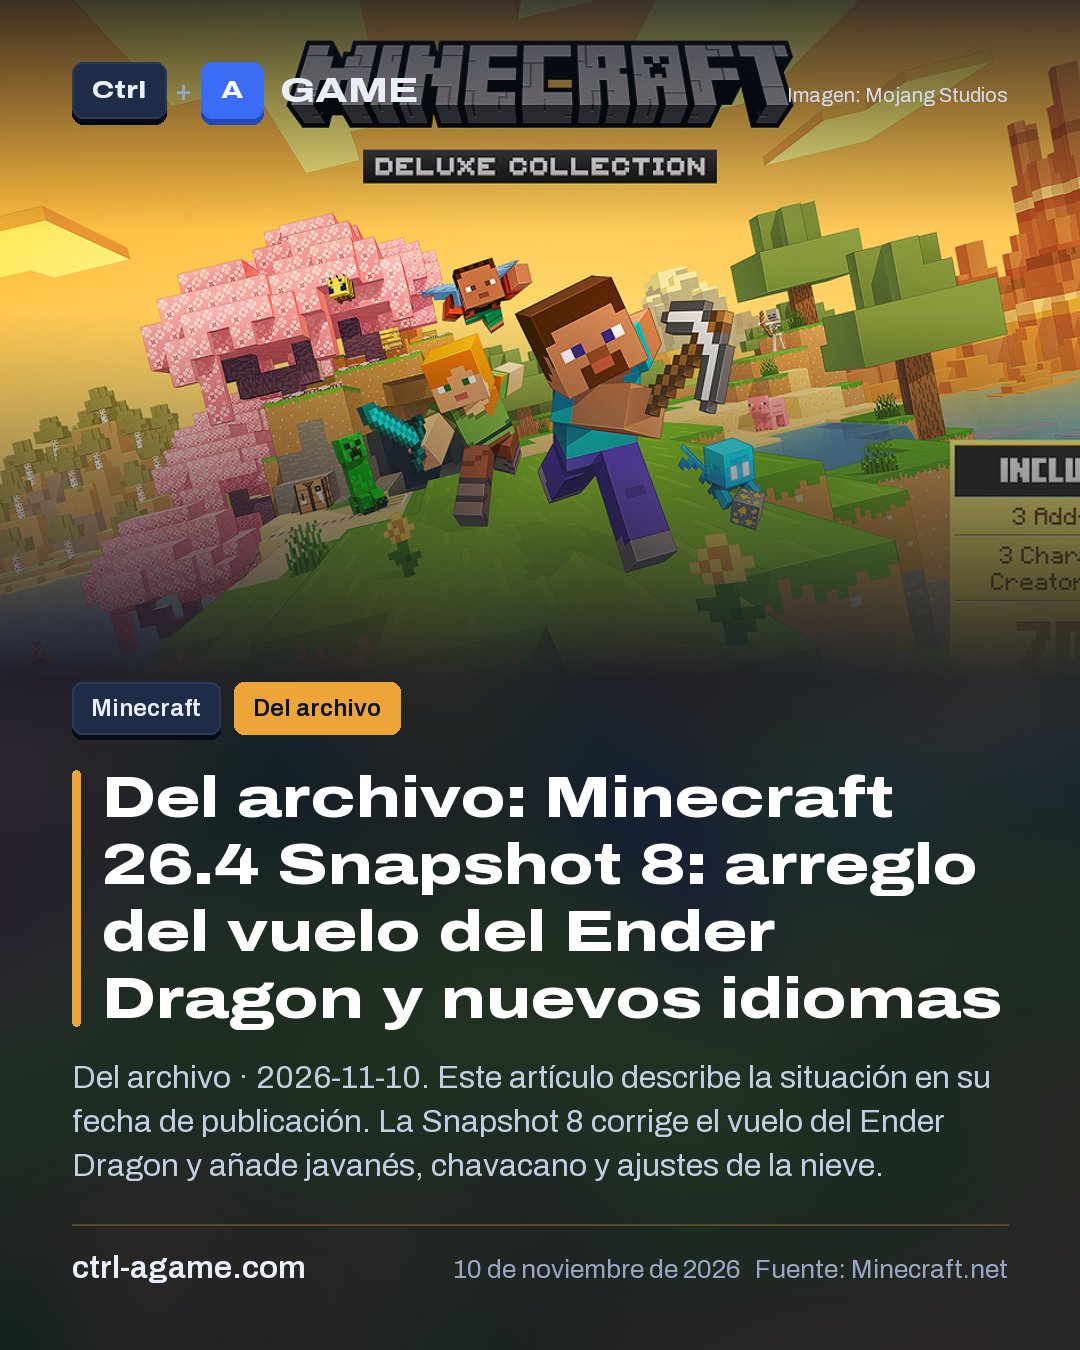 Ctrl + A GAME
MINECRAFT
Imagen: Mojang Studios
DELUXE COLLECTION
3
3
Minecraft
Del archivo
Del archivo: Minecraft
26.4 Snapshot 8: arreglo
del vuelo del Ender
Dragon y nuevos idiomas
Del archivo · 2026-11-10. Este artículo describe la situación en su
fecha de publicación. La Snapshot 8 corrige el vuelo del Ender
Dragon y añade javanés, chavacano y ajustes de la nieve.
ctrl-agame.com
10 de noviembre de 2026 Fuente: Minecraft.net